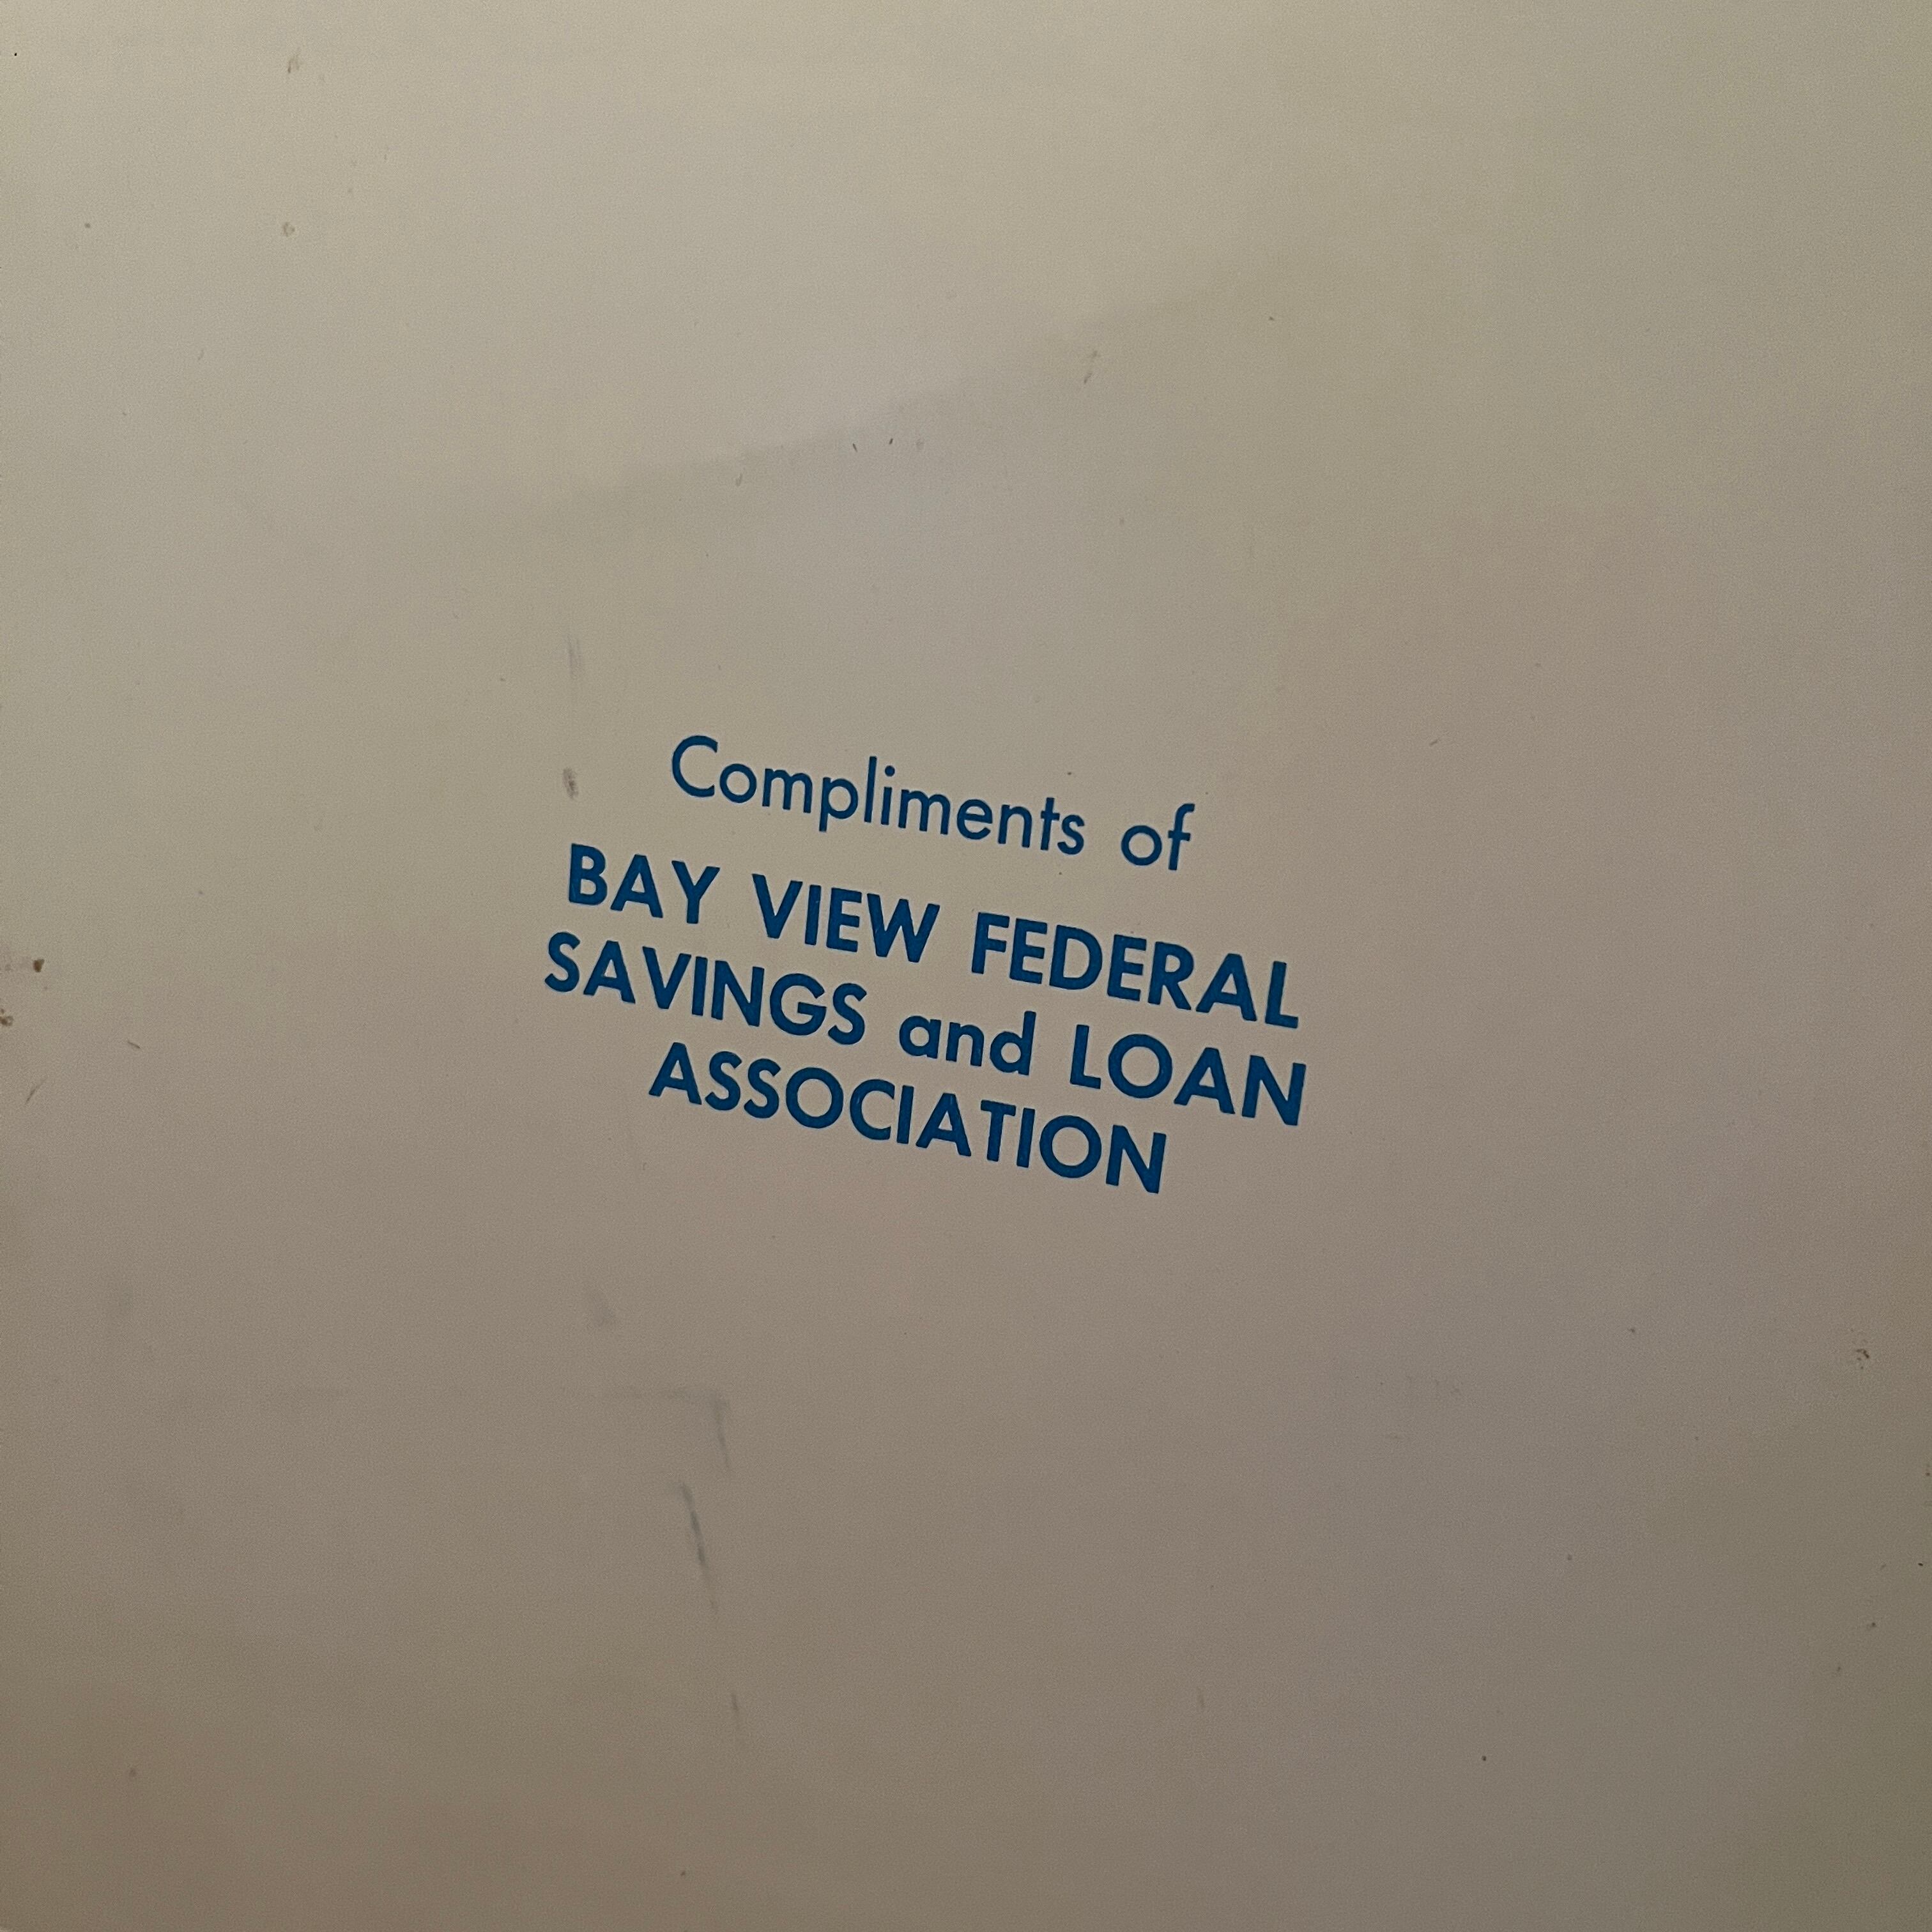 Compliments of
BAY VIEW FEDERAL
SAVINGS and LOAN
ASSOCIATION